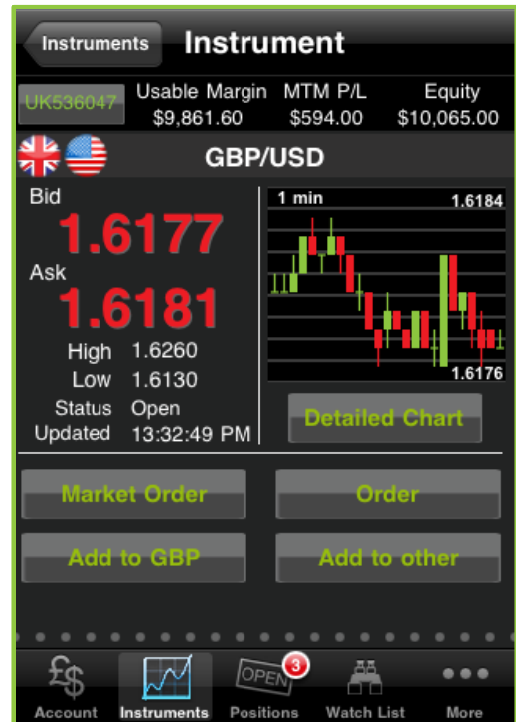 Instruments Instrument
UK536047 Usable Margin MTM P/L Equity
$9,861.60 $594.00 $10,065.00
GBP/USD
Bid
1.6177
Ask
1.6181
High 1.6260
Low 1.6130
Status Open
Updated 13:32:49 PM
1 min 1.6184
1.6176
Detailed Chart
Market Order Order
Add to GBP Add to other
£$ OPEN 3
Account Instruments Positions Watch List More